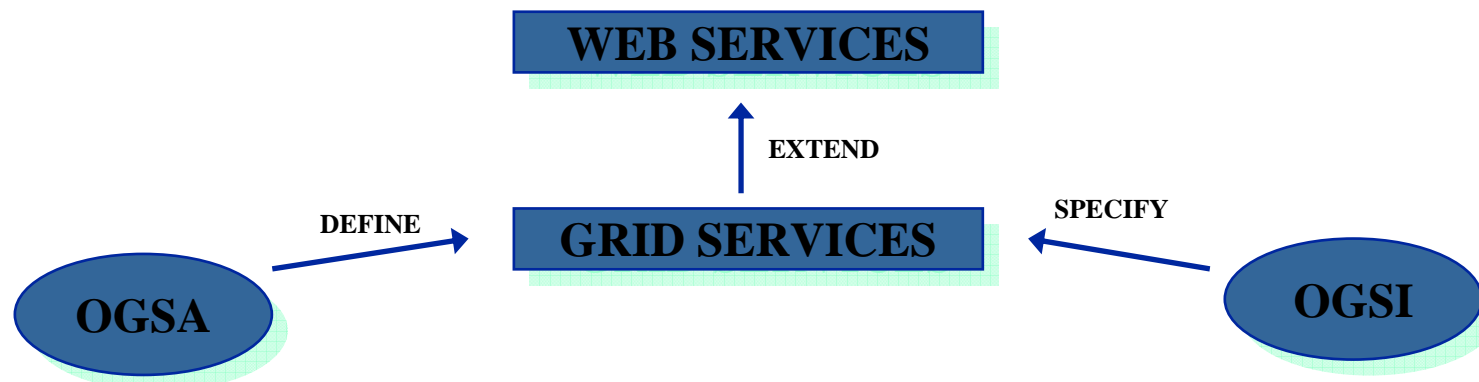 WEB SERVICES
EXTEND
DEFINE
SPECIFY
GRID SERVICES
OGSA
OGSI